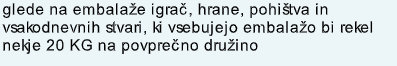 glede na embalaže igrač, hrane, pohištva in
vsakodnevnih stvari, ki vsebujejo embalažo bi rekel
nekje 20 KG na povprečno družino